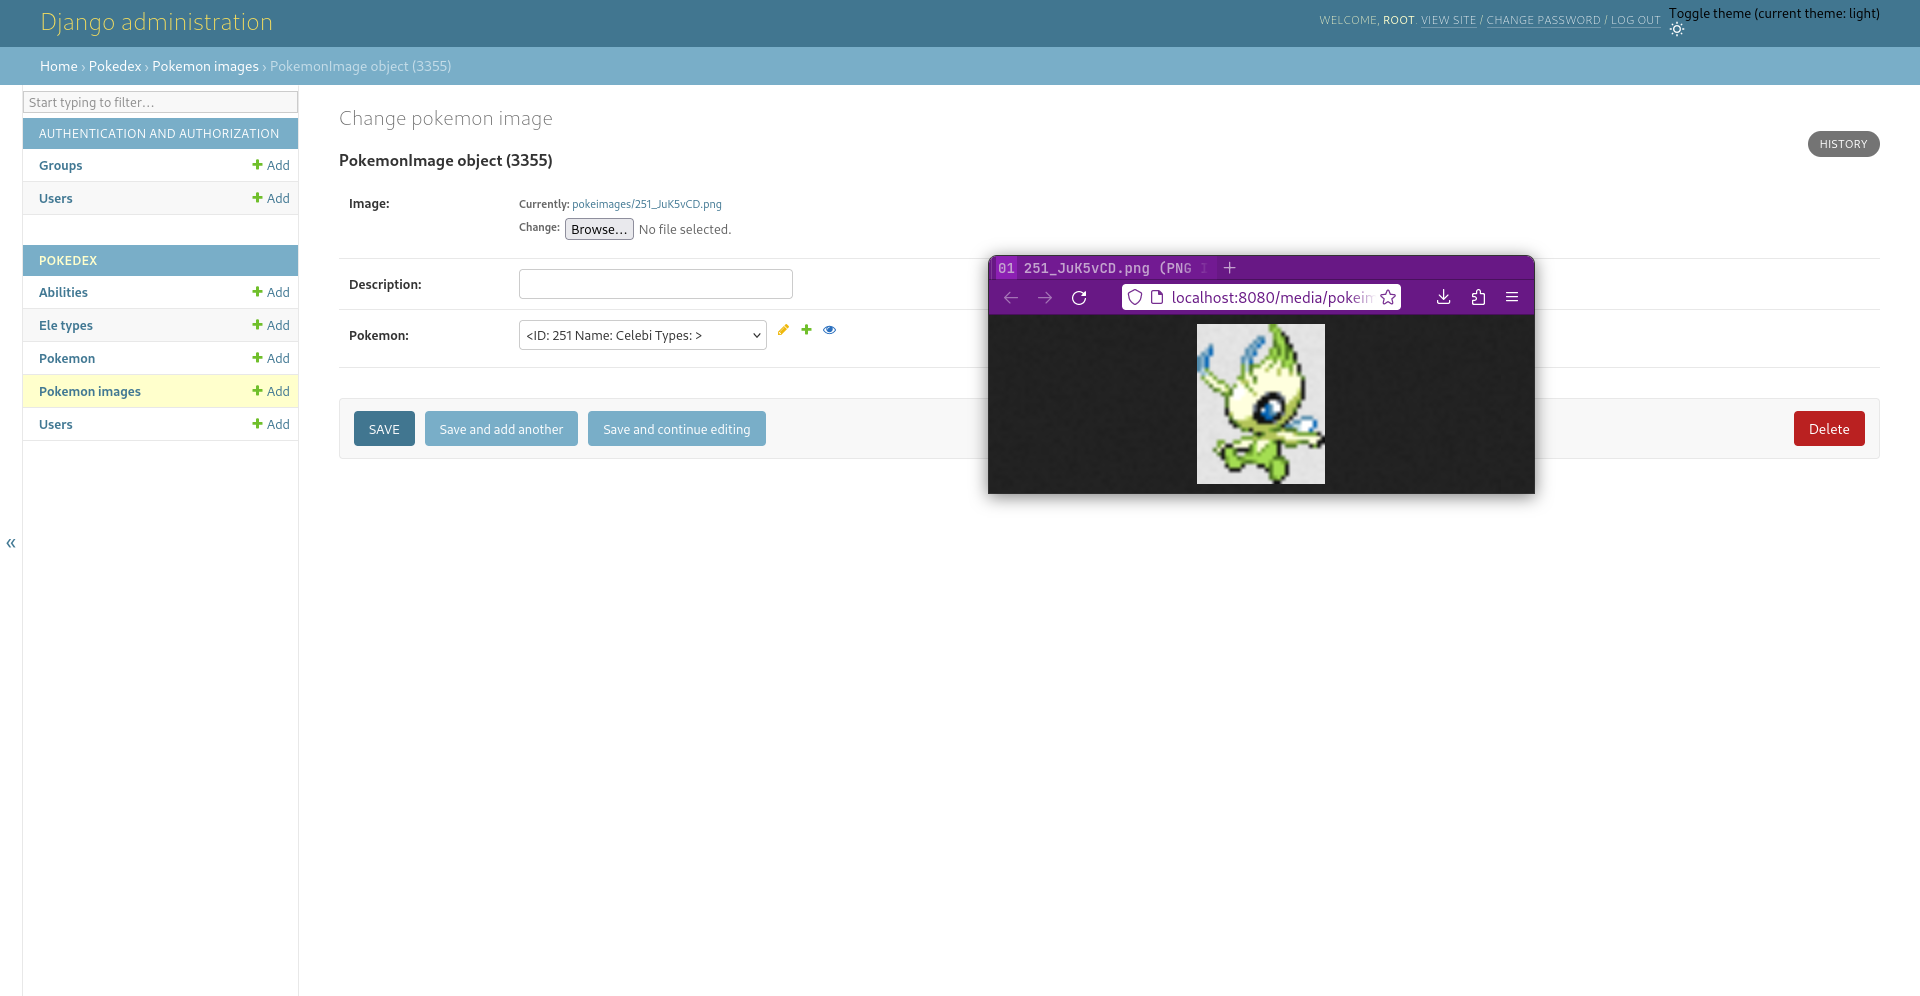 Django administration
WELCOME, ROOT. VIEW SITE / CHANGE PASSWORD / LOG OUT
Toggle theme (current theme: light)
Home › Pokedex › Pokemon images › PokemonImage object (3355)
Start typing to filter…
AUTHENTICATION AND AUTHORIZATION
Groups + Add
Users + Add
POKEDEX
Abilities + Add
Ele types + Add
Pokemon + Add
Pokemon images + Add
Users + Add
«
Change pokemon image
HISTORY
PokemonImage object (3355)
Image:
Currently: pokeimages/251_JuK5vCD.png
Change: Browse… No file selected.
Description:
Pokemon:
<ID: 251 Name: Celebi Types: >
SAVE
Save and add another
Save and continue editing
Delete
01 251_JuK5vCD.png (PNG I
localhost:8080/media/pokein